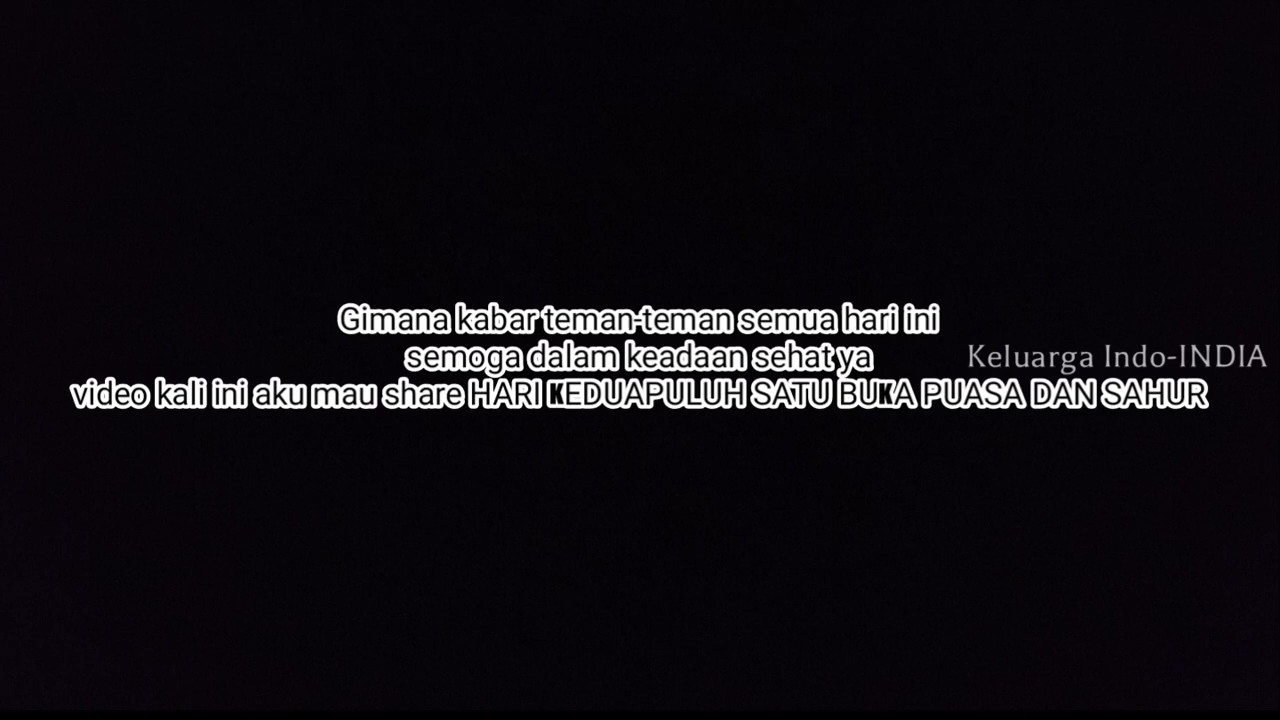 Gimana kabar teman-teman semua hari ini
semoga dalam keadaan sehat ya
Keluarga Indo-INDIA
video kali ini aku mau share HARI KEDUAPULUH SATU BUKA PUASA DAN SAHUR